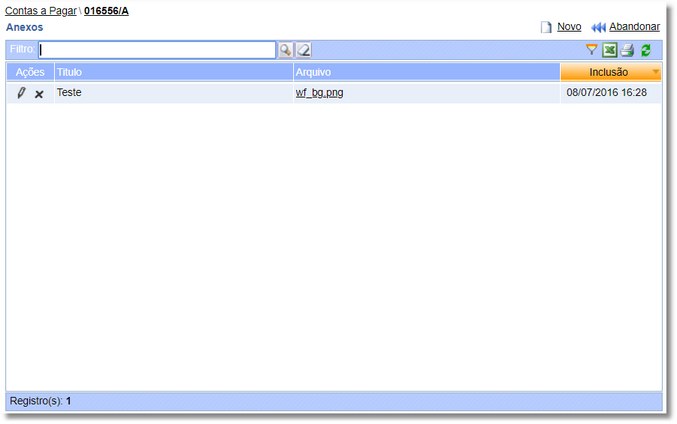 Contas a Pagar \ 016556/A
Anexos Novo Abandonar
Filtro:
Ações Titulo Arquivo Inclusão
Teste wf_bg.png 08/07/2016 16:28
Registro(s): 1